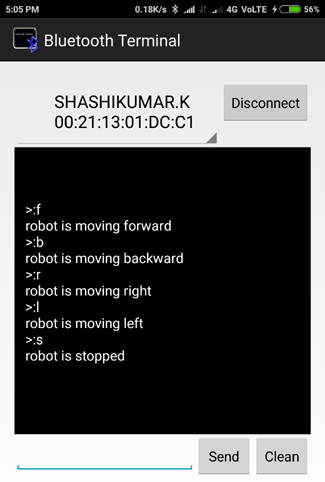 5:05 PM 0.18K/s 4G VoLTE 56%
Bluetooth Terminal
SHASHIKUMAR.K
00:21:13:01:DC:C1
Disconnect
>:f
robot is moving forward
>:b
robot is moving backward
>:r
robot is moving right
>:l
robot is moving left
>:s
robot is stopped
Send Clean